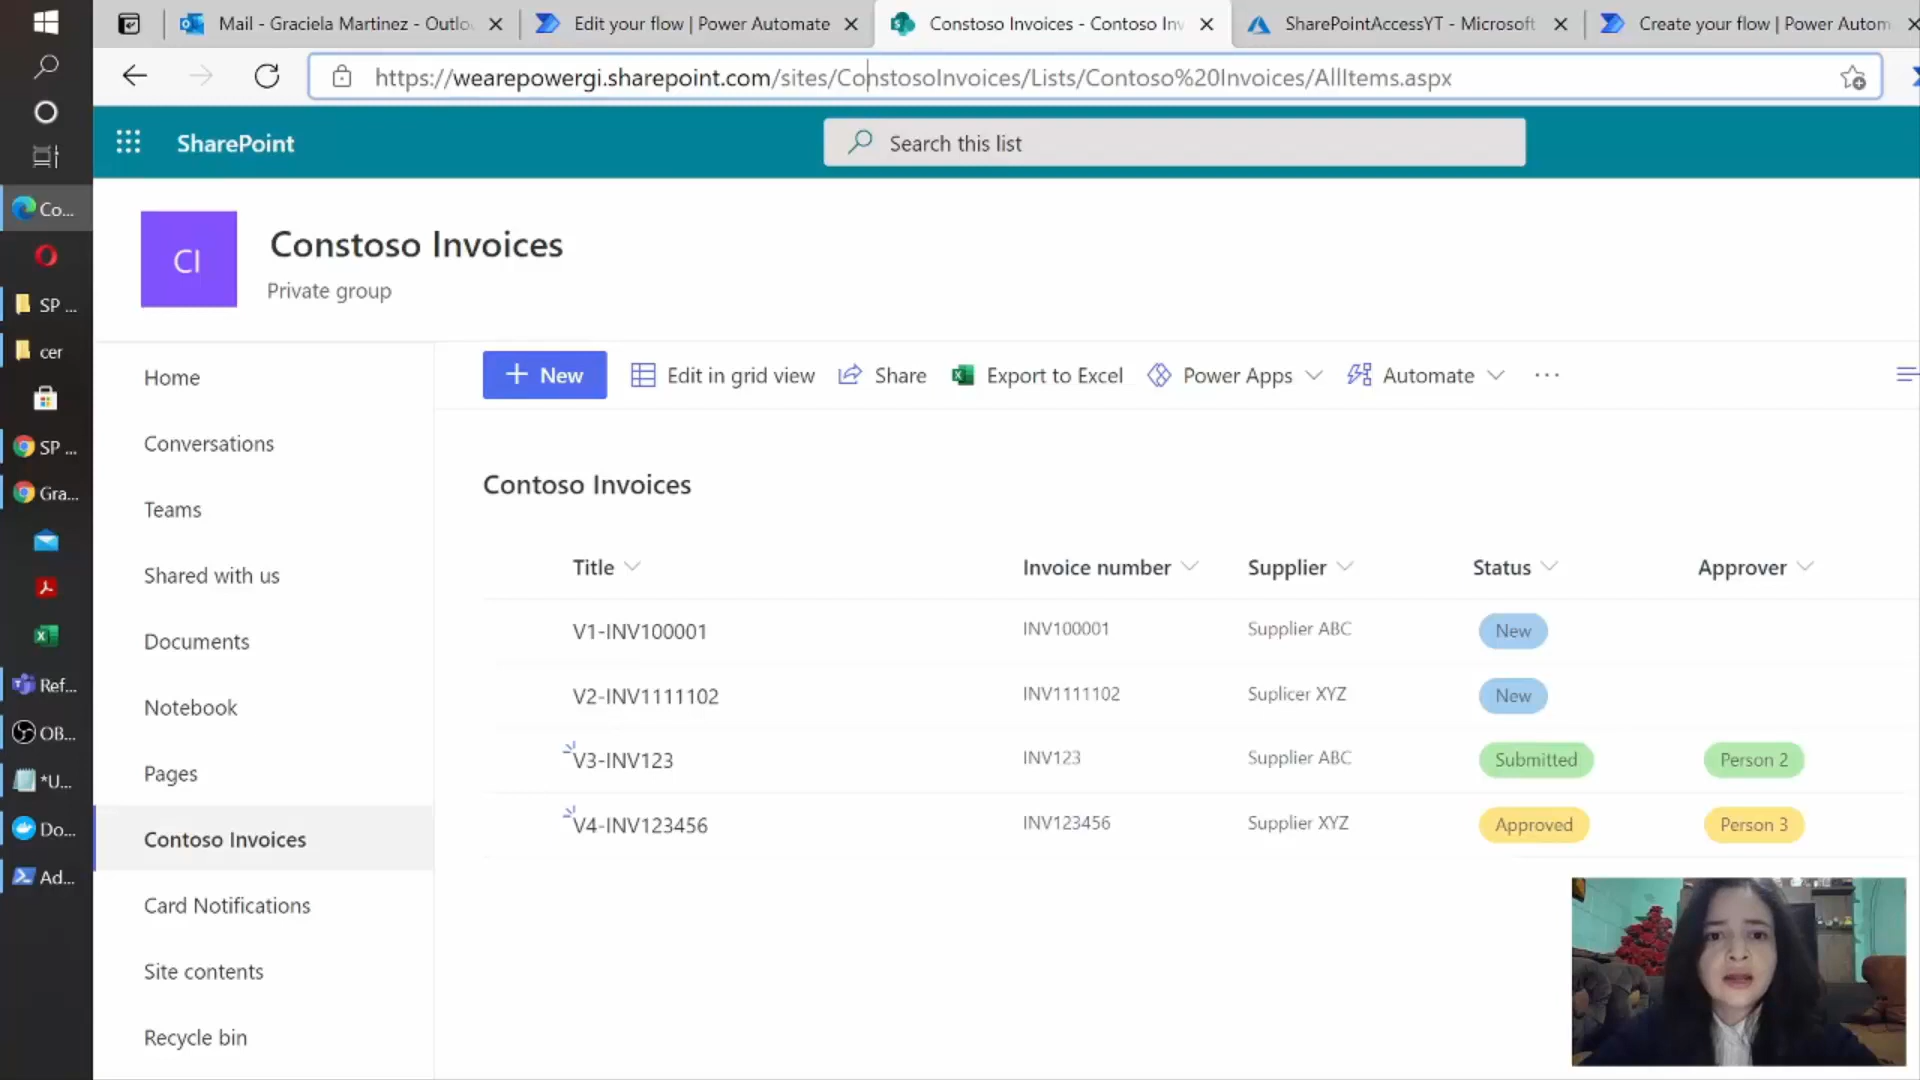 Mail - Graciela Martinez - Outlo
Edit your flow | Power Automate
Constoso Invoices - Contoso Inv
SharePointAccessYT - Microsoft
Create your flow | Power Autom
https://wearepowergi.sharepoint.com/sites/ConstosoInvoices/Lists/Contoso%20Invoices/AllItems.aspx
SharePoint
Search this list
Co...
SP ...
cer
SP ...
Gra...
Ref...
OB...
*U...
Do...
Ad...
CI
Constoso Invoices
Private group
Home
Conversations
Teams
Shared with us
Documents
Notebook
Pages
Contoso Invoices
Card Notifications
Site contents
Recycle bin
+ New
Edit in grid view
Share
Export to Excel
Power Apps
Automate
...
Contoso Invoices
Title Invoice number Supplier Status Approver
V1-INV100001 INV100001 Supplier ABC New
V2-INV1111102 INV1111102 Suplicer XYZ New
V3-INV123 INV123 Supplier ABC Submitted Person 2
V4-INV123456 INV123456 Supplier XYZ Approved Person 3